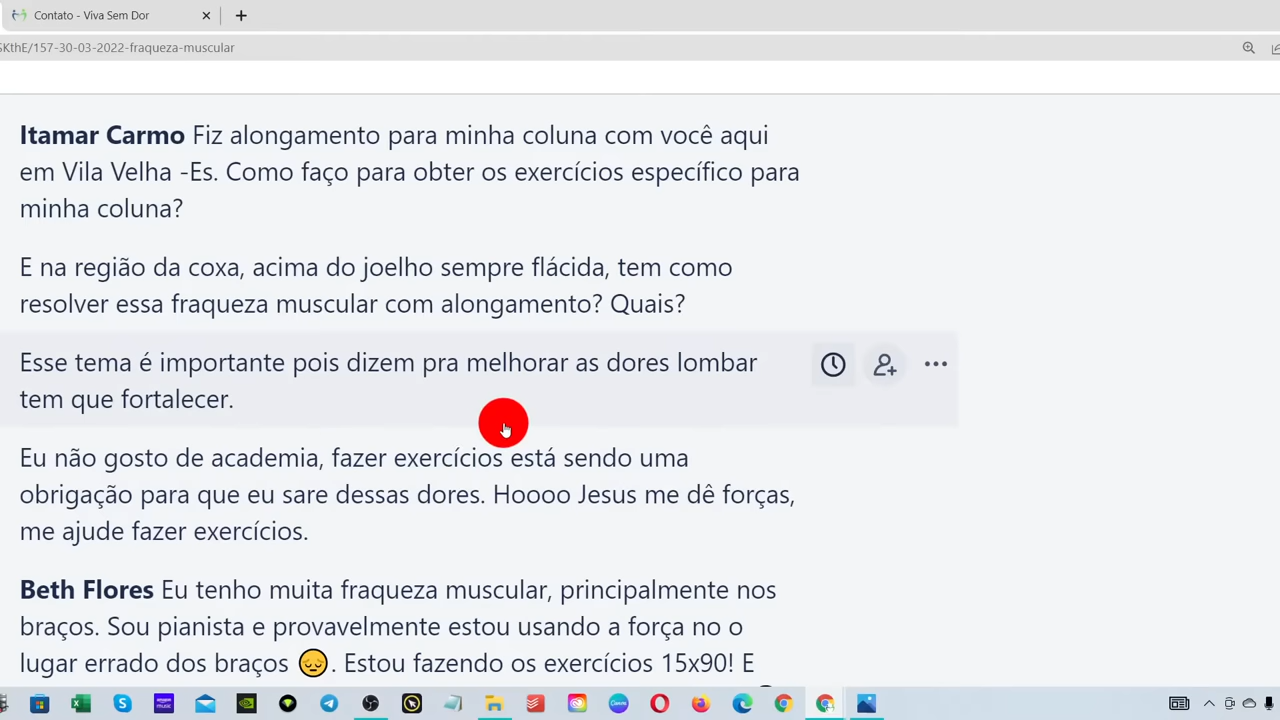 Contato - Viva Sem Dor
GKthE/157-30-03-2022-fraqueza-muscular
Itamar Carmo Fiz alongamento para minha coluna com você aqui
em Vila Velha -Es. Como faço para obter os exercícios específico para
minha coluna?
E na região da coxa, acima do joelho sempre flácida, tem como
resolver essa fraqueza muscular com alongamento? Quais?
Esse tema é importante pois dizem pra melhorar as dores lombar
tem que fortalecer.
Eu não gosto de academia, fazer exercícios está sendo uma
obrigação para que eu sare dessas dores. Hoooo Jesus me dê forças,
me ajude fazer exercícios.
Beth Flores Eu tenho muita fraqueza muscular, principalmente nos
braços. Sou pianista e provavelmente estou usando a força no o
lugar errado dos braços 😔. Estou fazendo os exercícios 15x90! E